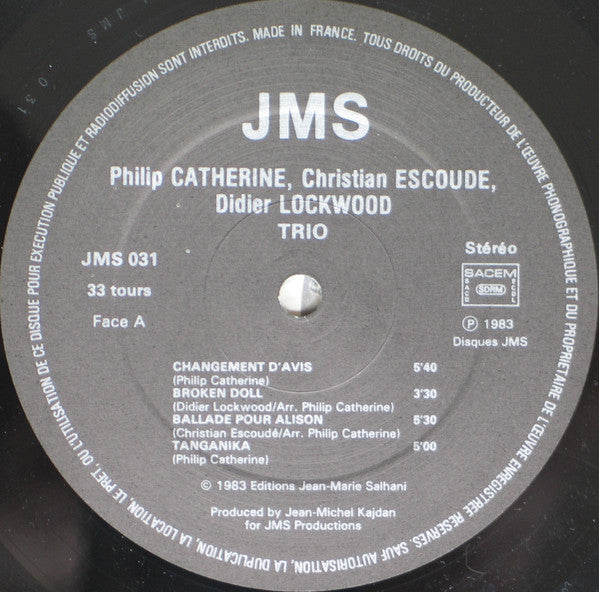 TOUS DROITS DU PRODUCTEUR DE L'ŒUVRE PHONOGRAPHIQUE ET DU PROPRIETAIRE DE L'ŒUVRE ENREGISTREE RESERVES. SAUF AUTORISATION, LA DUPLICATION, LA LOCATION, LE PRET, OU L'UTILISATION DE CE DISQUE POUR EXECUTION PUBLIQUE ET RADIODIFFUSION SONT INTERDITS. MADE IN FRANCE.
JMS
Philip CATHERINE, Christian ESCOUDE,
Didier LOCKWOOD
TRIO
JMS 031
33 tours
Face A
Stéréo
SACEM
SACD SDRM SGDL
℗ 1983
Disques JMS
CHANGEMENT D'AVIS 5'40
(Philip Catherine)
BROKEN DOLL 3'30
(Didier Lockwood/Arr. Philip Catherine)
BALLADE POUR ALISON 5'30
(Christian Escoudé/Arr. Philip Catherine)
TANGANIKA 5'00
(Philip Catherine)
© 1983 Editions Jean-Marie Salhani
Produced by Jean-Michel Kajdan
for JMS Productions
JMS 031